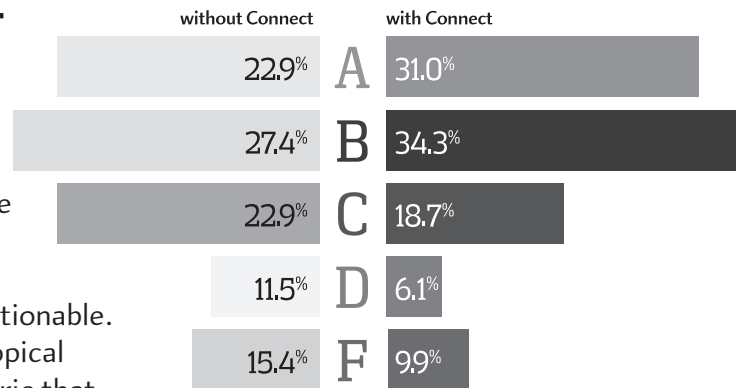 without Connect with Connect
22.9% A 31.0%
27.4% B 34.3%
e
22.9% C 18.7%
11.5% D 6.1%
tionable.
opical
15.4% F 9.9%